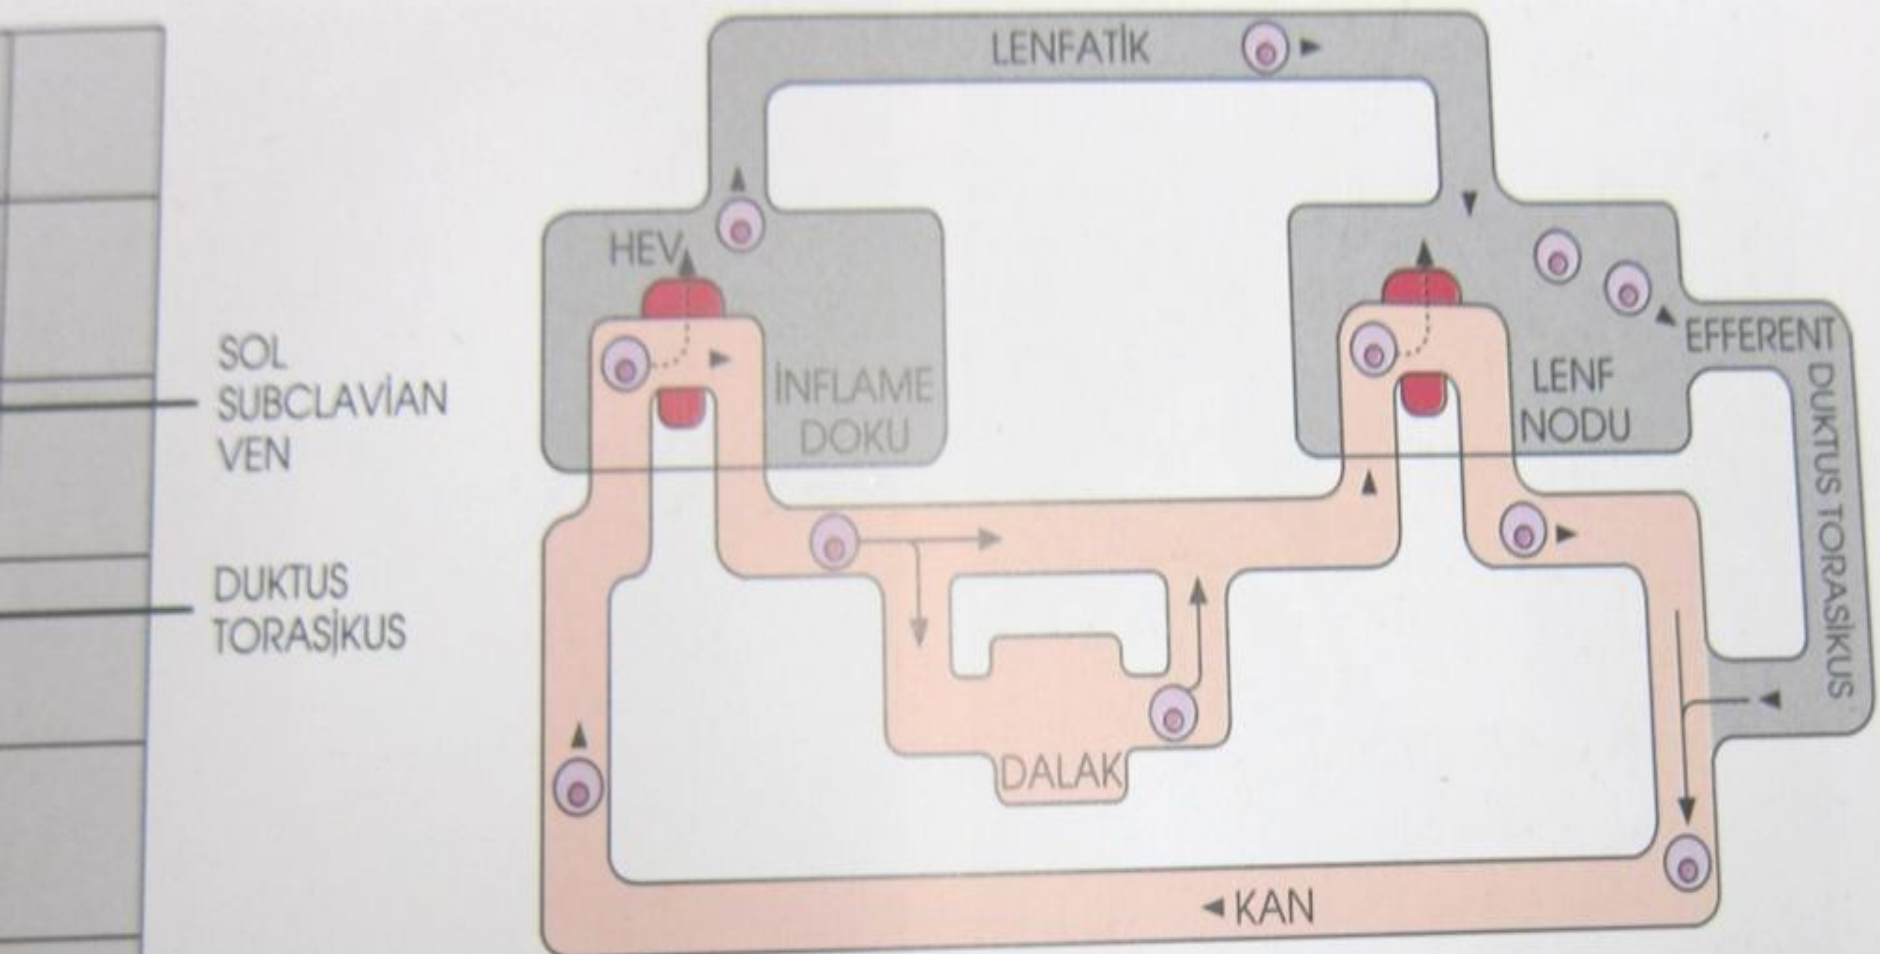 LENFATİK
HEV
İNFLAME
DOKU
SOL
SUBCLAVİAN
VEN
DUKTUS
TORASİKUS
EFFERENT
LENF
NODU
DUKTUS TORASİKUS
DALAK
KAN